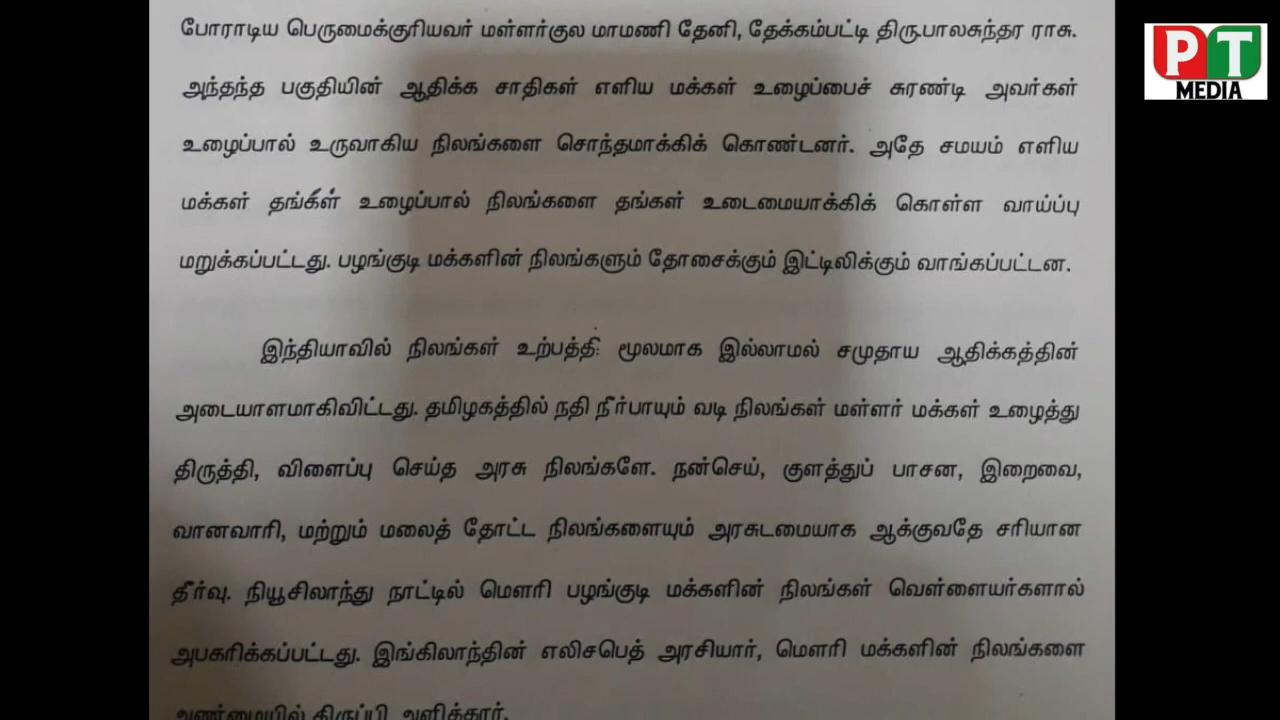 போராடிய பெருமைக்குரியவர் மள்ளர்குல மாமணி தேனி, தேக்கம்பட்டி திரு.பாலசுந்தர ராசு.
அந்தந்த பகுதியின் ஆதிக்க சாதிகள் எளிய மக்கள் உழைப்பைச் சுரண்டி அவர்கள்
உழைப்பால் உருவாகிய நிலங்களை சொந்தமாக்கிக் கொண்டனர். அதே சமயம் எளிய
மக்கள் தங்கீள் உழைப்பால் நிலங்களை தங்கள் உடைமையாக்கிக் கொள்ள வாய்ப்பு
மறுக்கப்பட்டது. பழங்குடி மக்களின் நிலங்களும் தோசைக்கும் இட்டிலிக்கும் வாங்கப்பட்டன.
இந்தியாவில் நிலங்கள் உற்பத்தி மூலமாக இல்லாமல் சமுதாய ஆதிக்கத்தின்
அடையாளமாகிவிட்டது. தமிழகத்தில் நதி நீர்பாயும் வடி நிலங்கள் மள்ளர் மக்கள் உழைத்து
திருத்தி, விளைப்பு செய்த அரசு நிலங்களே. நன்செய், குளத்துப் பாசன, இறைவை,
வானவாரி, மற்றும் மலைத் தோட்ட நிலங்களையும் அரசுடமையாக ஆக்குவதே சரியான
தீர்வு. நியூசிலாந்து நாட்டில் மௌரி பழங்குடி மக்களின் நிலங்கள் வெள்ளையர்களால்
அபகரிக்கப்பட்டது. இங்கிலாந்தின் எலிசபெத் அரசியார், மௌரி மக்களின் நிலங்களை
அண்மையில் திருப்பி அளித்தார்.
PT
MEDIA